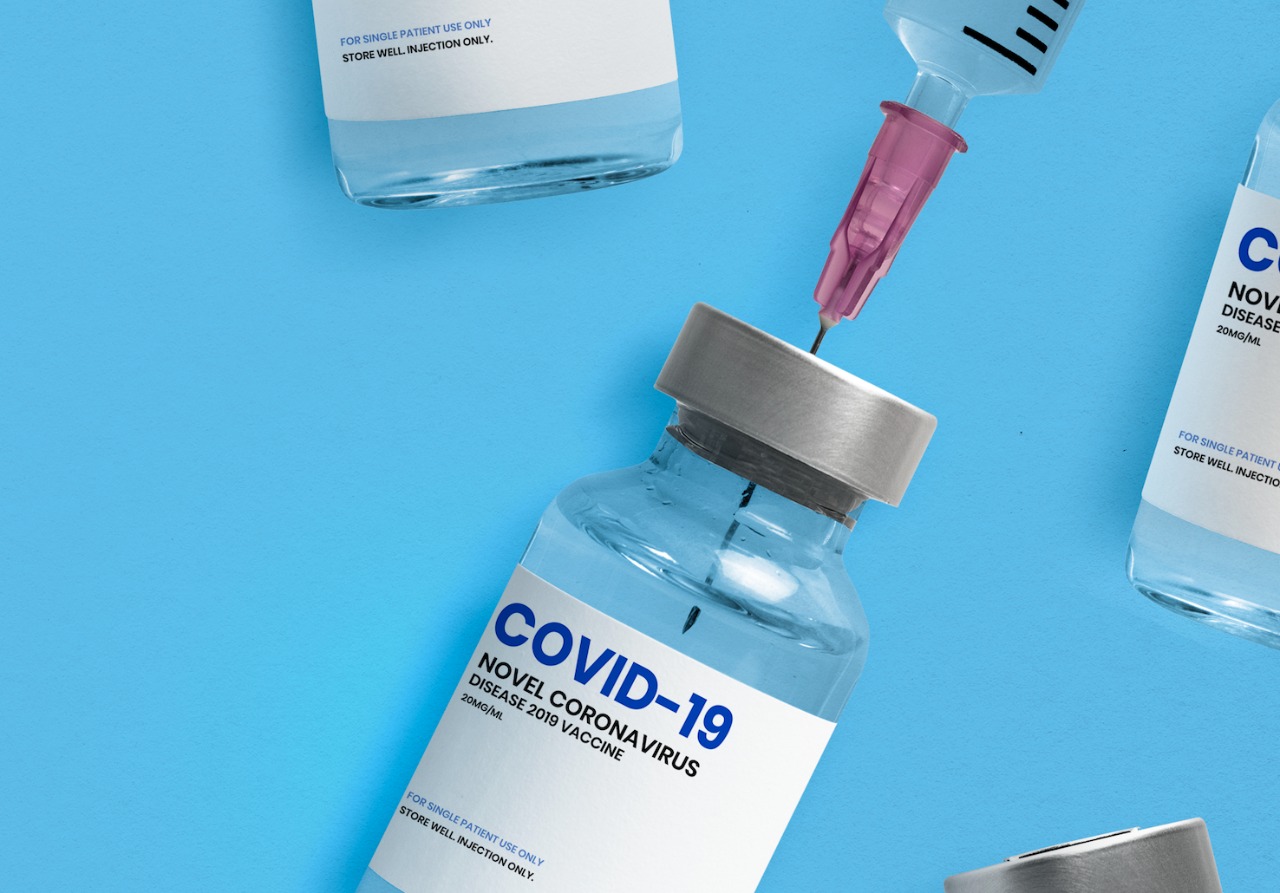 FOR SINGLE PATIENT USE ONLY
STORE WELL. INJECTION ONLY.
COVID-19
NOVEL CORONAVIRUS
DISEASE 2019 VACCINE
20MG/ML
FOR SINGLE PATIENT USE ONLY
STORE WELL. INJECTION ONLY.
DISEASE
20MG/ML
FOR SINGLE PATIENT
STORE WELL.